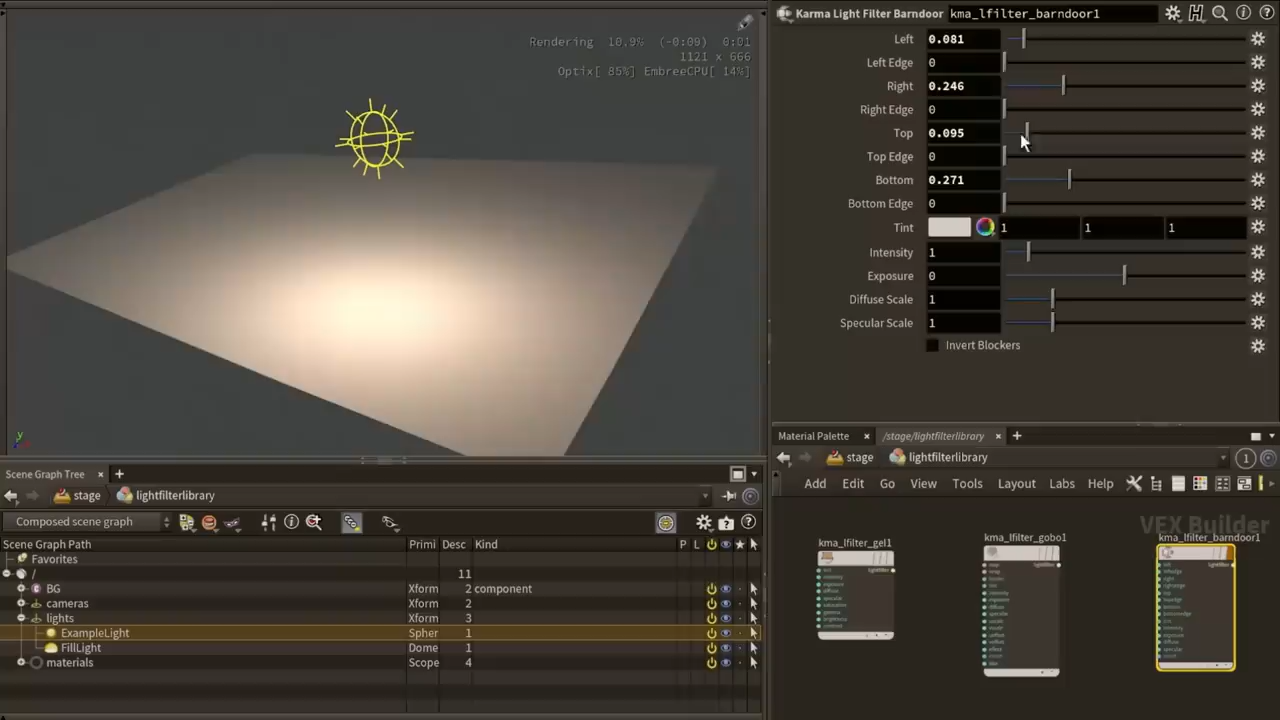 Rendering 10.9% (-0:09) 0:01
1121 x 666
Optix[ 85%] EmbreeCPU[ 14%]
y
Karma Light Filter Barndoor kma_lfilter_barndoor1
Left 0.081
Left Edge 0
Right 0.246
Right Edge 0
Top 0.095
Top Edge 0
Bottom 0.271
Bottom Edge 0
Tint 1 1 1
Intensity 1
Exposure 0
Diffuse Scale 1
Specular Scale 1
Invert Blockers
Material Palette × /stage/lightfilterlibrary × +
stage lightfilterlibrary 1
Add Edit Go View Tools Layout Labs Help
VEX Builder
kma_lfilter_gel1
kma_lfilter_gobo1
kma_lfilter_barndoor1
Scene Graph Tree × +
stage lightfilterlibrary
Composed scene graph
Scene Graph Path Primi Desc Kind P L
Favorites
/ 11
BG Xform 2 component
cameras Xform 2
lights Xform 3
ExampleLight Spher 1
FillLight Dome 1
materials Scope 4